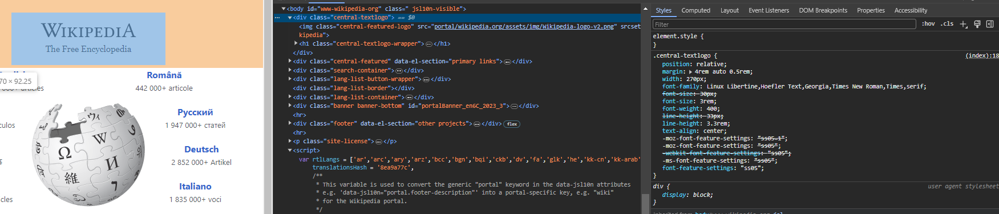 WIKIPEDIA
The Free Encyclopedia
70 × 92.25
articles
Română
442 000+ articole
Русский
1 947 000+ статей
Deutsch
2 852 000+ Artikel
Italiano
1 835 000+ voci
Ω
W
И
維
<body id="www-wikipedia-org" class=" jsl10n-visible">
<div class="central-textlogo"> == $0
<img class="central-featured-logo" src="portal/wikipedia.org/assets/img/Wikipedia-logo-v2.png" srcset
kipedia">
<h1 class="central-textlogo-wrapper">…</h1>
</div>
<div class="central-featured" data-el-section="primary links">…</div>
<div class="search-container">…</div>
<div class="lang-list-button-wrapper">…</div>
<div class="lang-list-border"></div>
<div class="lang-list-container">…</div>
<div class="banner banner-bottom" id="portalBanner_en6C_2023_3">…</div>
<hr>
<div class="footer" data-el-section="other projects">…</div> flex
<hr>
<p class="site-license">…</p>
<script>
var rtlLangs = ['ar','arc','ary','arz','bcc','bgn','bqi','ckb','dv','fa','glk','he','kk-cn','kk-arab'
translationsHash = '8ea9a77c',
/**
* This variable is used to convert the generic "portal" keyword in the data-jsl10n attributes
* e.g. 'data-jsl10n="portal.footer-description"' into a portal-specific key, e.g. "wiki"
* for the Wikipedia portal.
*/
Styles Computed Layout Event Listeners DOM Breakpoints Properties Accessibility
Filter :hov .cls
element.style {
}
.central-textlogo { (index):18
position: relative;
margin: 4rem auto 0.5rem;
width: 270px;
font-family: Linux Libertine,Hoefler Text,Georgia,Times New Roman,Times,serif;
font-size: 30px;
font-size: 3rem;
font-weight: 400;
line-height: 33px;
line-height: 3.3rem;
text-align: center;
-moz-font-feature-settings: "ss05=1";
-moz-font-feature-settings: "ss05";
-webkit-font-feature-settings: "ss05";
-ms-font-feature-settings: "ss05";
font-feature-settings: "ss05";
}
div { user agent stylesheet
display: block;
}